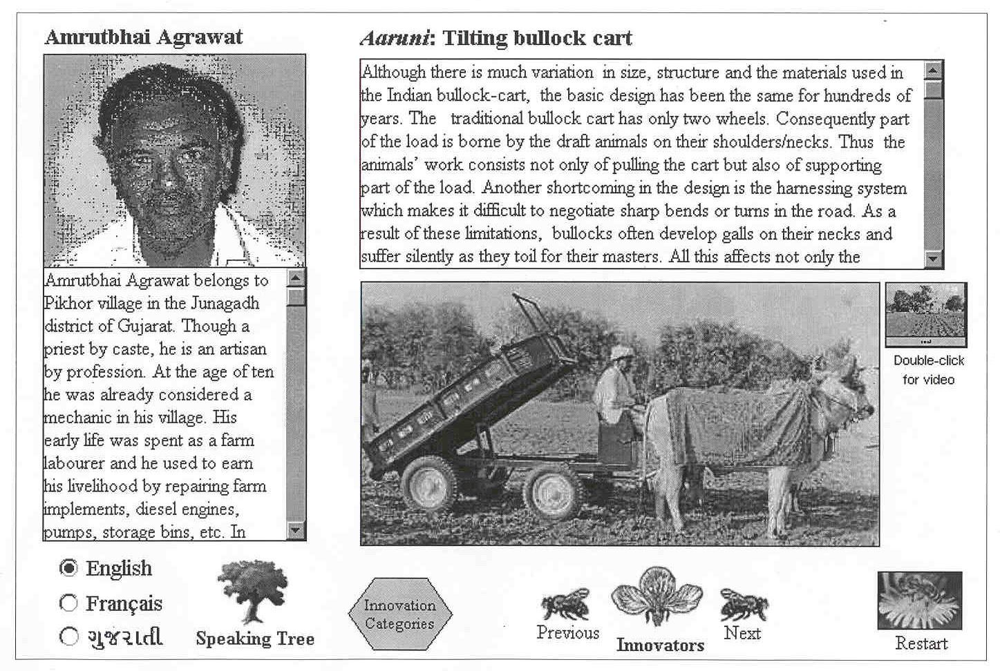 Amrutbhai Agrawat
Amrutbhai Agrawat belongs to
Pikhor village in the Junagadh
district of Gujarat. Though a
priest by caste, he is an artisan
by profession. At the age of ten
he was already considered a
mechanic in his village. His
early life was spent as a farm
labourer and he used to earn
his livelihood by repairing farm
implements, diesel engines,
pumps, storage bins, etc. In
Aaruni: Tilting bullock cart
Although there is much variation in size, structure and the materials used in
the Indian bullock-cart, the basic design has been the same for hundreds of
years. The traditional bullock cart has only two wheels. Consequently part
of the load is borne by the draft animals on their shoulders/necks. Thus the
animals' work consists not only of pulling the cart but also of supporting
part of the load. Another shortcoming in the design is the harnessing system
which makes it difficult to negotiate sharp bends or turns in the road. As a
result of these limitations, bullocks often develop galls on their necks and
suffer silently as they toil for their masters. All this affects not only the
Double-click
for video
English
Français
ગુજરાતી
Speaking Tree
Innovation
Categories
Previous
Innovators
Next
Restart